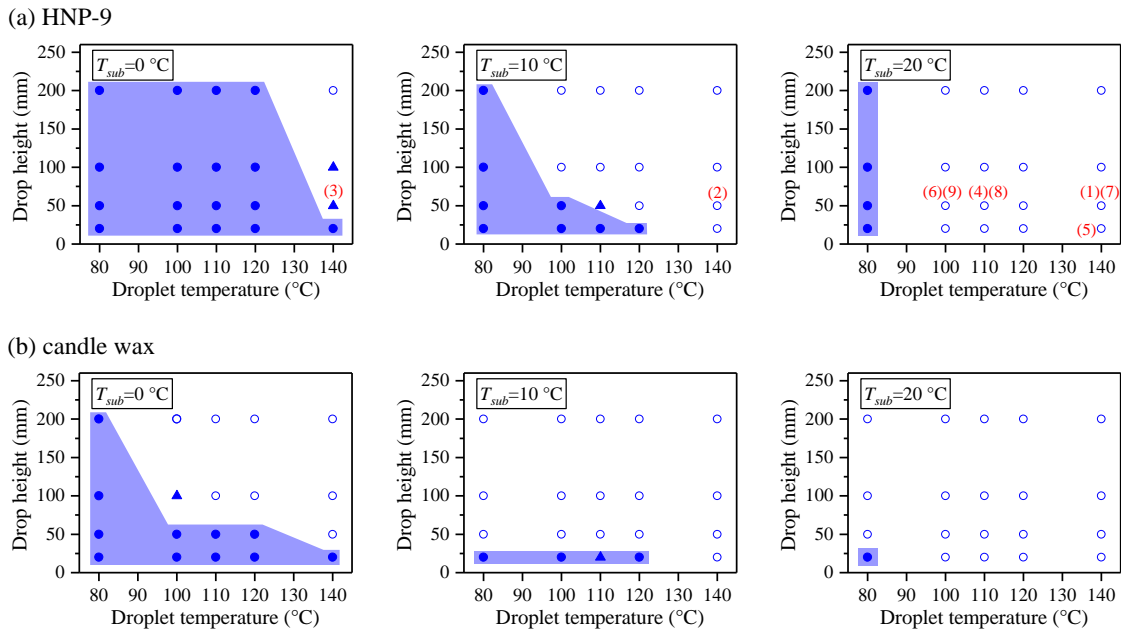 (a) HNP-9
Drop height (mm)
250
200
150
100
50
0
T_sub=0 °C
(3)
80 90 100 110 120 130 140
Droplet temperature (°C)
Drop height (mm)
250
200
150
100
50
0
T_sub=10 °C
(2)
80 90 100 110 120 130 140
Droplet temperature (°C)
Drop height (mm)
250
200
150
100
50
0
T_sub=20 °C
(6)(9) (4)(8) (1)(7)
(5)
80 90 100 110 120 130 140
Droplet temperature (°C)
(b) candle wax
Drop height (mm)
250
200
150
100
50
0
T_sub=0 °C
80 90 100 110 120 130 140
Droplet temperature (°C)
Drop height (mm)
250
200
150
100
50
0
T_sub=10 °C
80 90 100 110 120 130 140
Droplet temperature (°C)
Drop height (mm)
250
200
150
100
50
0
T_sub=20 °C
80 90 100 110 120 130 140
Droplet temperature (°C)